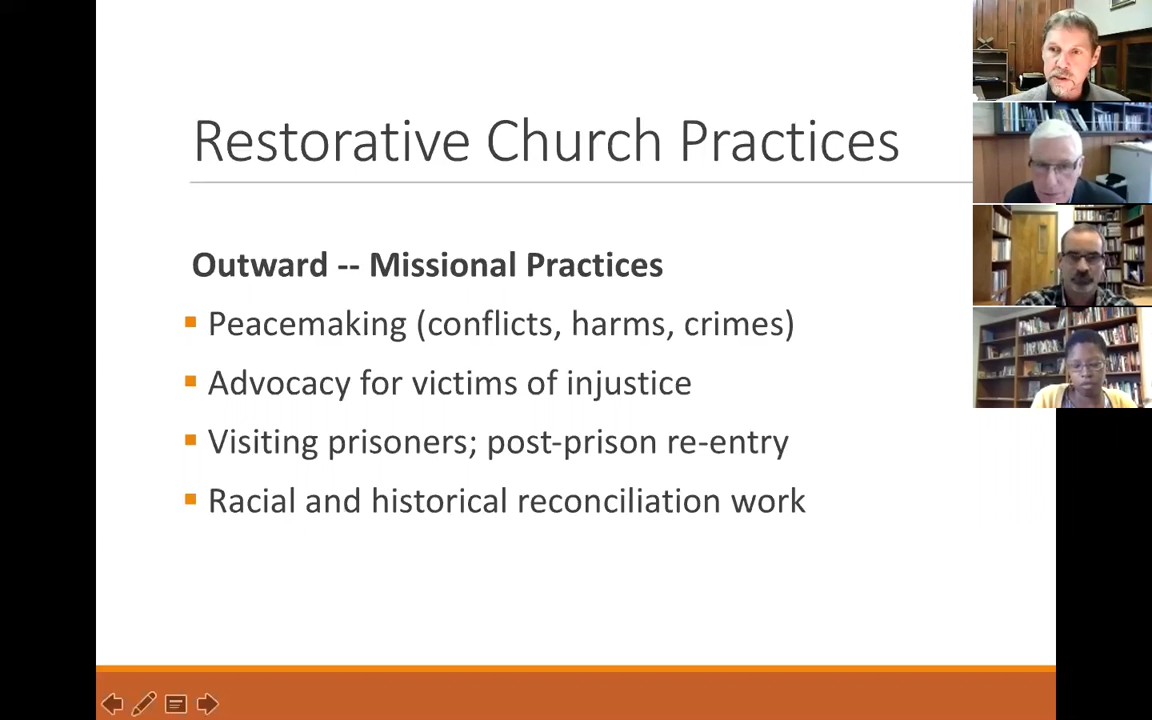 Restorative Church Practices
Outward -- Missional Practices
Peacemaking (conflicts, harms, crimes)
Advocacy for victims of injustice
Visiting prisoners; post-prison re-entry
Racial and historical reconciliation work